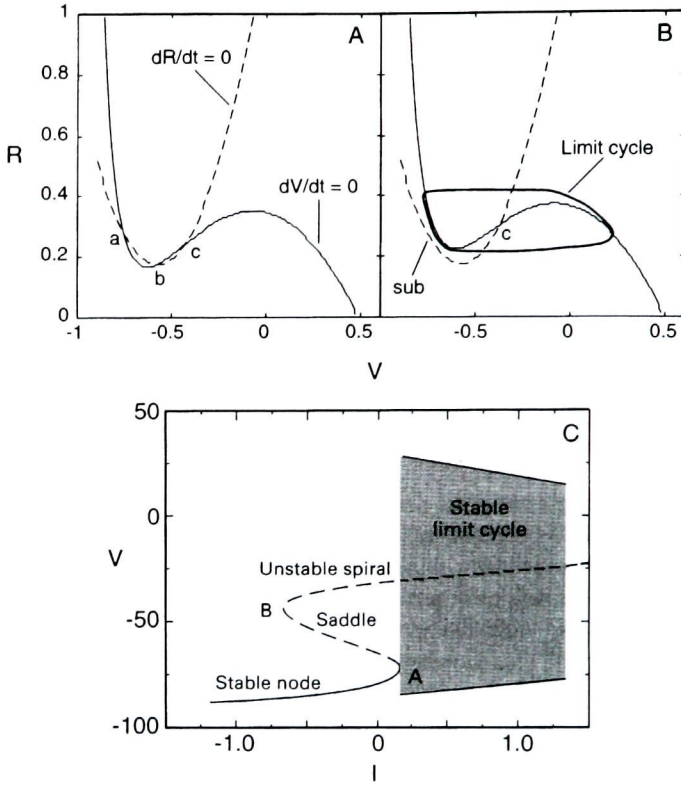 1
0.8
0.6
0.4
0.2
0
R
A
dR/dt = 0
dV/dt = 0
a
b
c
-1
-0.5
0
0.5
B
Limit cycle
c
sub
-0.5
0
0.5
V
50
0
-50
-100
V
C
Stable
limit cycle
Unstable spiral
B
Saddle
A
Stable node
-1.0
0
1.0
I